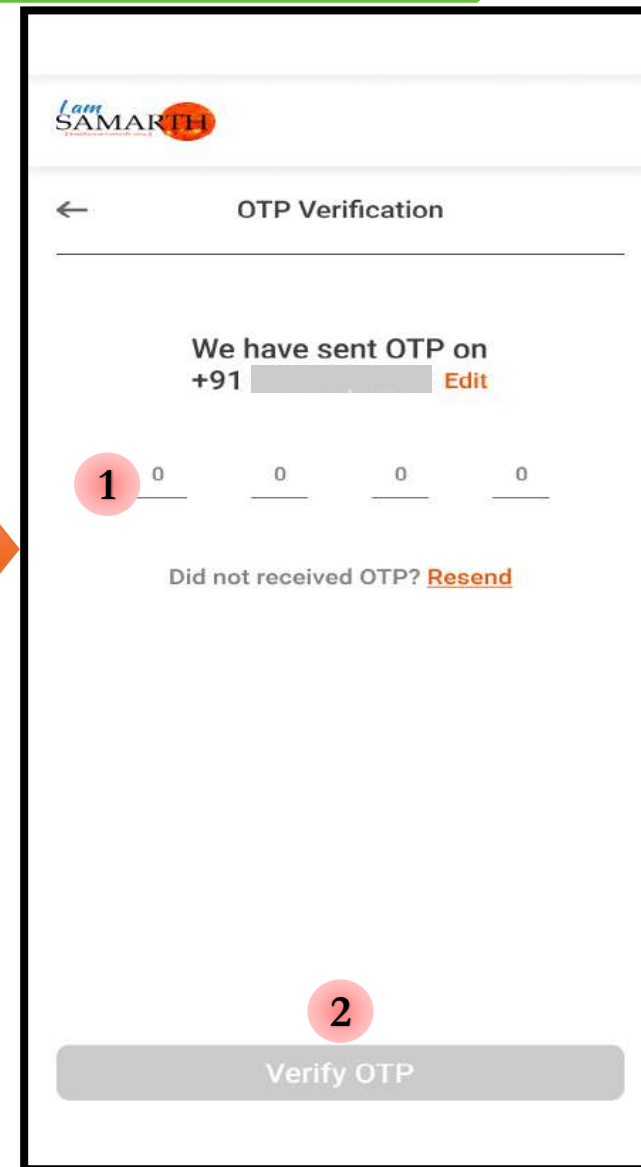 I am
SAMARTH
OTP Verification
We have sent OTP on
+91 Edit
1 0 0 0 0
Did not received OTP? Resend
2
Verify OTP